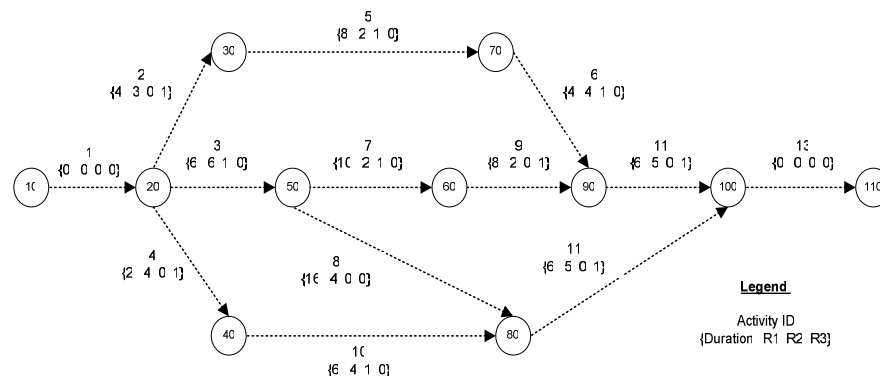 5
{8 2 1 0}
30
70
2
{4 3 0 1}
6
{4 4 1 0}
1
{0 0 0 0}
3
{6 6 1 0}
7
{10 2 1 0}
9
{8 2 0 1}
11
{6 5 0 1}
13
{0 0 0 0}
10
20
50
60
90
100
110
4
{2 4 0 1}
8
{16 4 0 0}
11
{6 5 0 1}
40
80
10
{6 4 1 0}
Legend
Activity ID
{Duration R1 R2 R3}